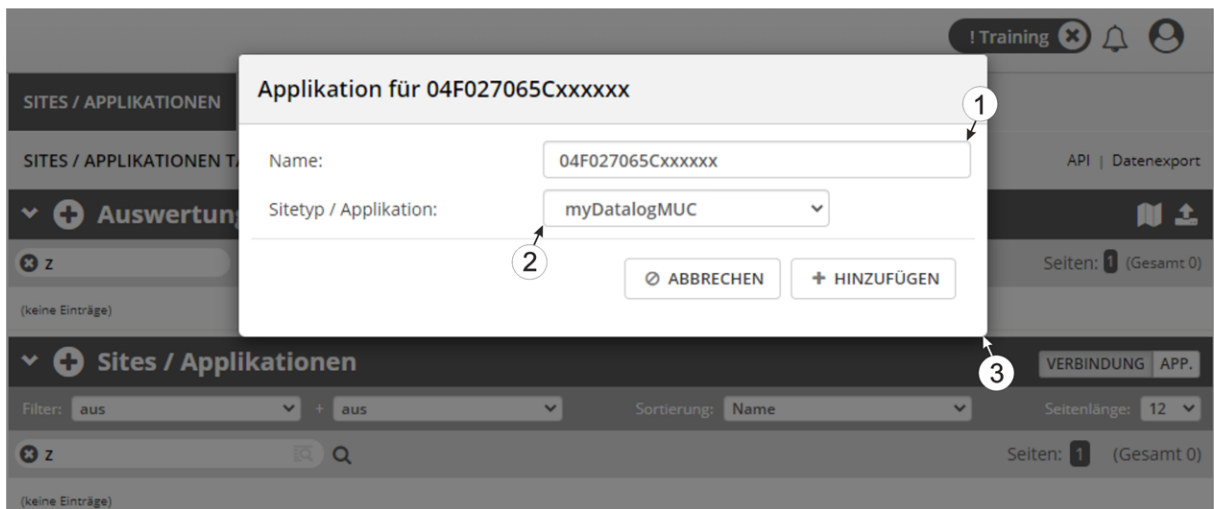 ! Training
Applikation für 04F027065Cxxxxxx
1
SITES / APPLIKATIONEN
SITES / APPLIKATIONEN T
Name:
04F027065Cxxxxxx
API | Datenexport
Auswertun
Sitetyp / Applikation:
myDatalogMUC
2
z
Seiten: 1 (Gesamt 0)
ABBRECHEN
+ HINZUFÜGEN
(keine Einträge)
Sites / Applikationen
3
VERBINDUNG APP.
Filter: aus + aus Sortierung: Name Seitenlänge: 12
z
Seiten: 1 (Gesamt 0)
(keine Einträge)